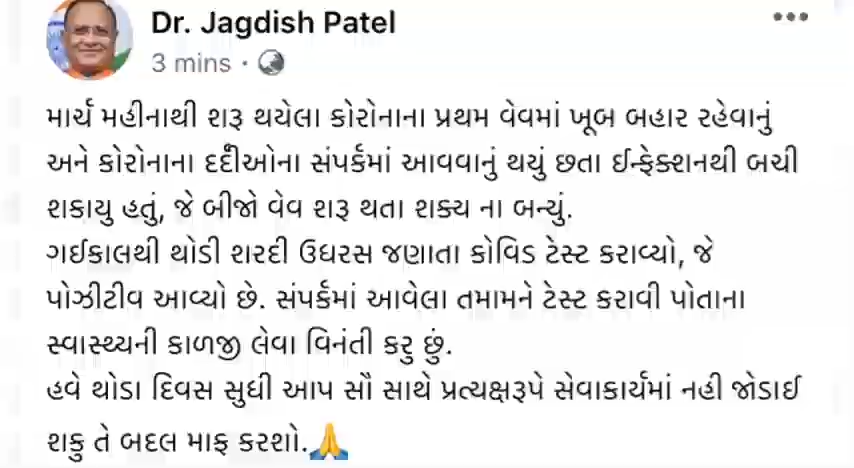 Dr. Jagdish Patel
3 mins ·
માર્ચ મહીનાથી શરૂ થયેલા કોરોનાના પ્રથમ વેવમાં ખૂબ બહાર રહેવાનું
અને કોરોનાના દર્દીઓના સંપર્કમાં આવવાનું થયું છતા ઈન્ફેક્શનથી બચી
શકાયુ હતું, જે બીજો વેવ શરૂ થતા શક્ય ના બન્યું.
ગઈકાલથી થોડી શરદી ઉધરસ જણાતા કોવિડ ટેસ્ટ કરાવ્યો, જે
પોઝીટીવ આવ્યો છે. સંપર્કમાં આવેલા તમામને ટેસ્ટ કરાવી પોતાના
સ્વાસ્થ્યની કાળજી લેવા વિનંતી કરુ છું.
હવે થોડા દિવસ સુધી આપ સૌ સાથે પ્રત્યક્ષરૂપે સેવાકાર્યમાં નહી જોડાઈ
શકુ તે બદલ માફ કરશો.🙏